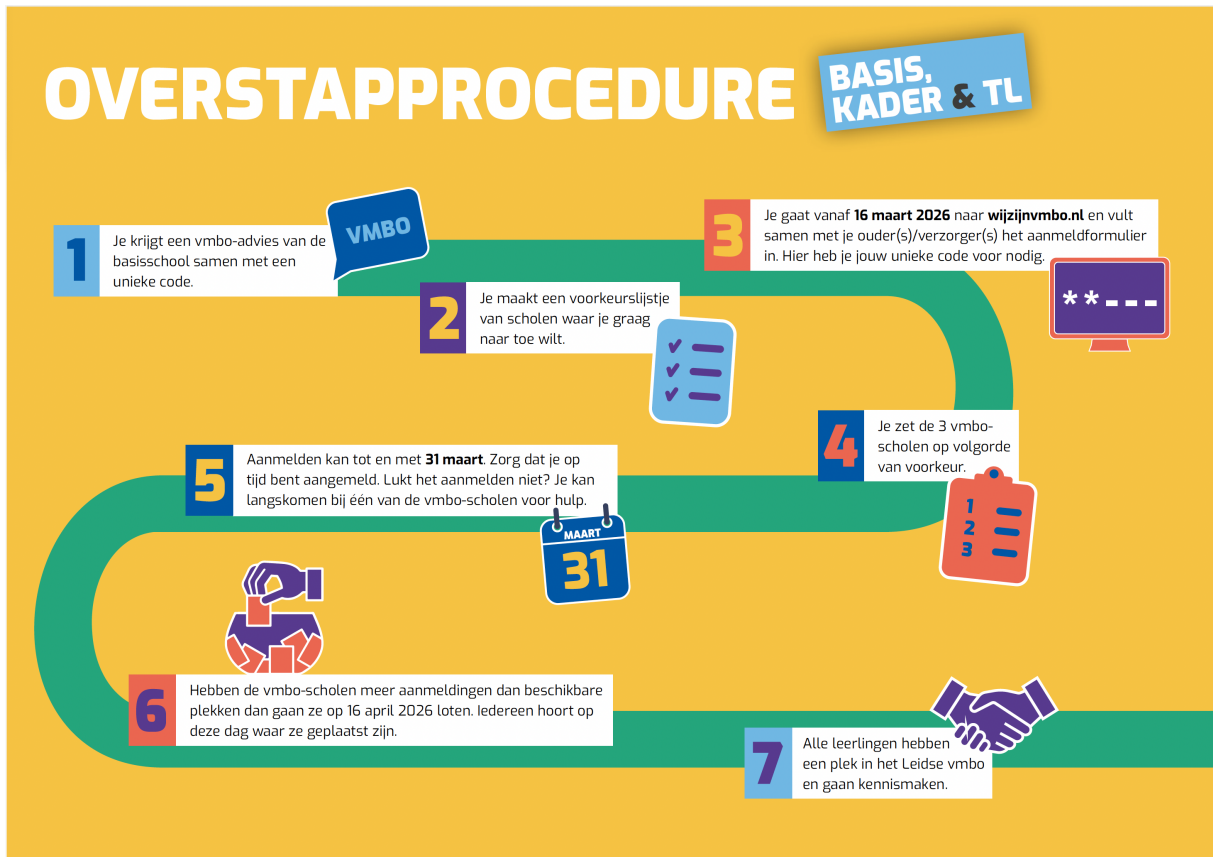 OVERSTAPPROCEDURE
BASIS,
KADER & TL
1
Je krijgt een vmbo-advies van de
basisschool samen met een
unieke code.
VMBO
2
Je maakt een voorkeurslijstje
van scholen waar je graag
naar toe wilt.
3
Je gaat vanaf 16 maart 2026 naar wijzijnvmbo.nl en vult
samen met je ouder(s)/verzorger(s) het aanmeldformulier
in. Hier heb je jouw unieke code voor nodig.
**---
4
Je zet de 3 vmbo-
scholen op volgorde
van voorkeur.
1
2
3
5
Aanmelden kan tot en met 31 maart. Zorg dat je op
tijd bent aangemeld. Lukt het aanmelden niet? Je kan
langskomen bij één van de vmbo-scholen voor hulp.
MAART
31
6
Hebben de vmbo-scholen meer aanmeldingen dan beschikbare
plekken dan gaan ze op 16 april 2026 loten. Iedereen hoort op
deze dag waar ze geplaatst zijn.
7
Alle leerlingen hebben
een plek in het Leidse vmbo
en gaan kennismaken.